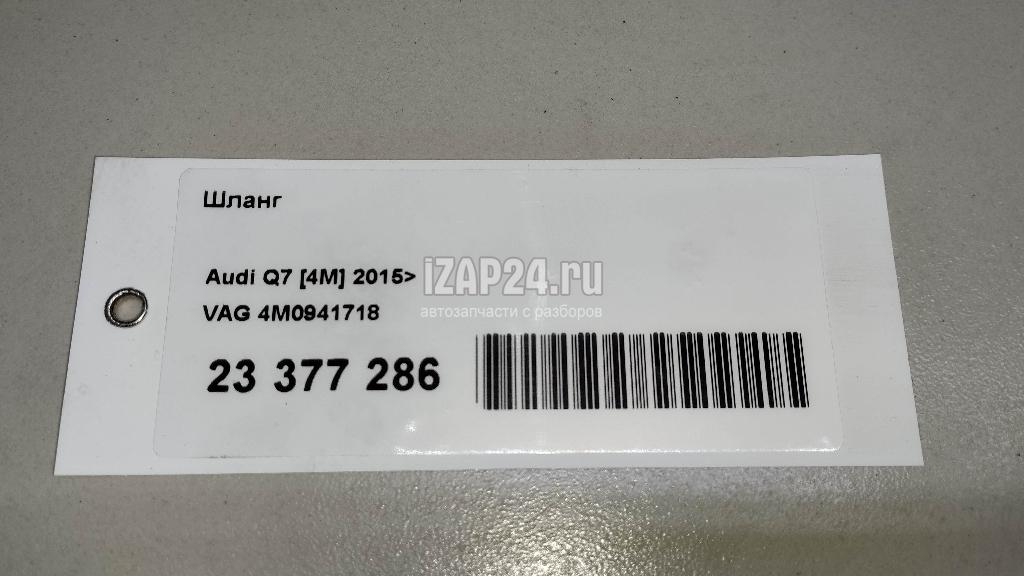 Шланг
Audi Q7 [4M] 2015>
VAG 4M0941718
23 377 286
iZAP24.ru
автозапчасти с разборов